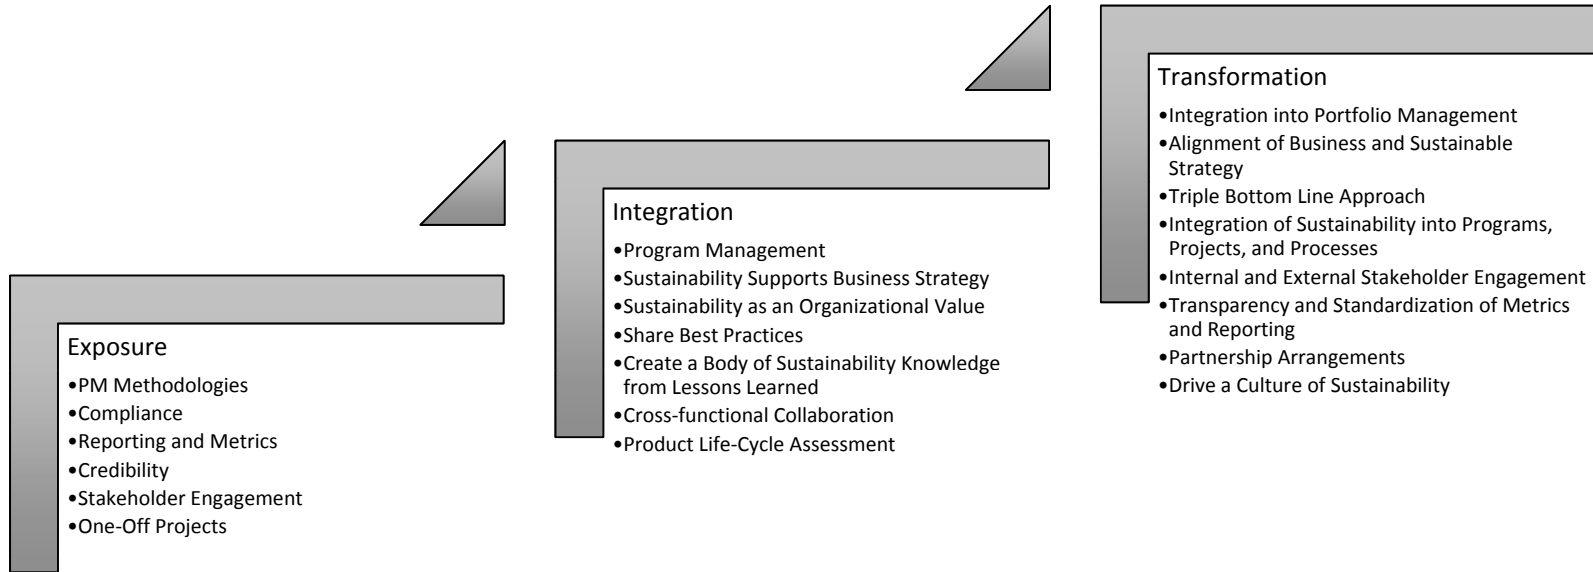 Exposure
•PM Methodologies
•Compliance
•Reporting and Metrics
•Credibility
•Stakeholder Engagement
•One-Off Projects
Integration
•Program Management
•Sustainability Supports Business Strategy
•Sustainability as an Organizational Value
•Share Best Practices
•Create a Body of Sustainability Knowledge
from Lessons Learned
•Cross-functional Collaboration
•Product Life-Cycle Assessment
Transformation
•Integration into Portfolio Management
•Alignment of Business and Sustainable
Strategy
•Triple Bottom Line Approach
•Integration of Sustainability into Programs,
Projects, and Processes
•Internal and External Stakeholder Engagement
•Transparency and Standardization of Metrics
and Reporting
•Partnership Arrangements
•Drive a Culture of Sustainability